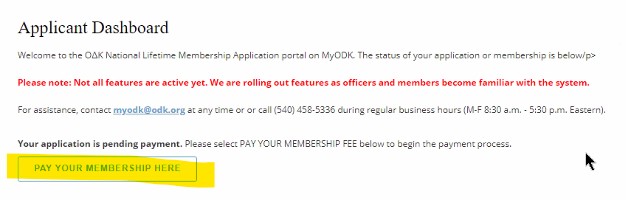 Applicant Dashboard
Welcome to the OΔK National Lifetime Membership Application portal on MyODK. The status of your application or membership is below/p>
Please note: Not all features are active yet. We are rolling out features as officers and members become familiar with the system.
For assistance, contact myodk@odk.org at any time or or call (540) 458-5336 during regular business hours (M-F 8:30 a.m. - 5:30 p.m. Eastern).
Your application is pending payment. Please select PAY YOUR MEMBERSHIP FEE below to begin the payment process.
PAY YOUR MEMBERSHIP HERE